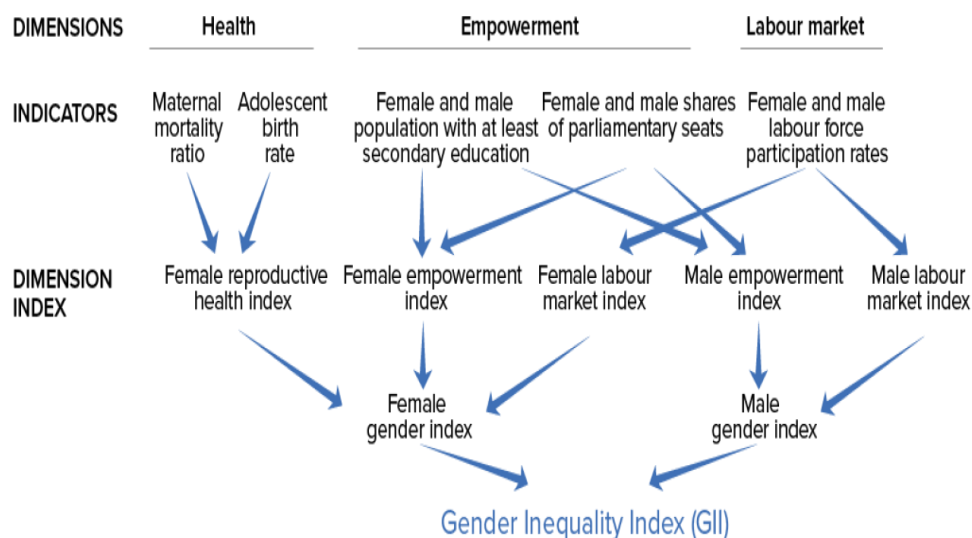 DIMENSIONS
Health
Empowerment
Labour market
INDICATORS
Maternal
mortality
ratio
Adolescent
birth
rate
Female and male
population with at least
secondary education
Female and male shares
of parliamentary seats
Female and male
labour force
participation rates
DIMENSION
INDEX
Female reproductive
health index
Female empowerment
index
Female labour
market index
Male empowerment
index
Male labour
market index
Female
gender index
Male
gender index
Gender Inequality Index (GII)